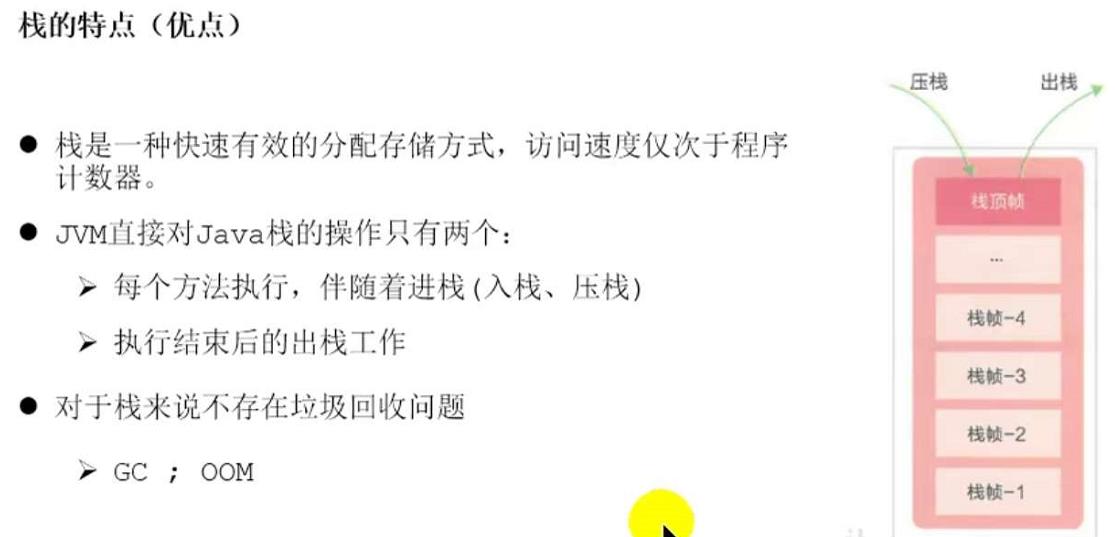 栈的特点（优点）
压栈 出栈
● 栈是一种快速有效的分配存储方式，访问速度仅次于程序
计数器。
● JVM直接对Java栈的操作只有两个：
➢ 每个方法执行，伴随着进栈(入栈、压栈)
➢ 执行结束后的出栈工作
● 对于栈来说不存在垃圾回收问题
➢ GC ; OOM
栈顶帧
...
栈帧-4
栈帧-3
栈帧-2
栈帧-1